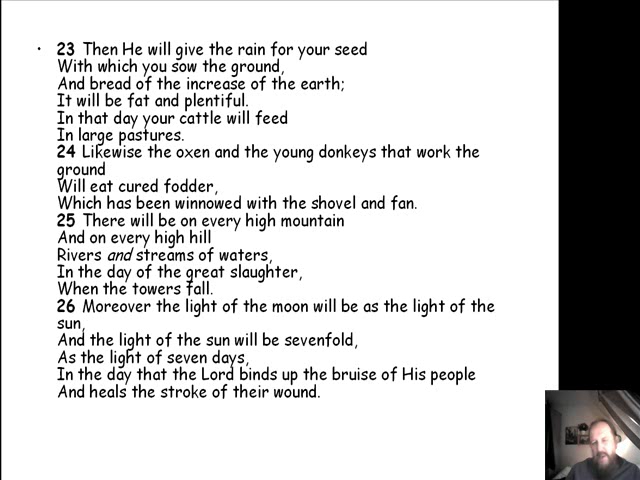 • 23 Then He will give the rain for your seed
With which you sow the ground,
And bread of the increase of the earth;
It will be fat and plentiful.
In that day your cattle will feed
In large pastures.
24 Likewise the oxen and the young donkeys that work the
ground
Will eat cured fodder,
Which has been winnowed with the shovel and fan.
25 There will be on every high mountain
And on every high hill
Rivers and streams of waters,
In the day of the great slaughter,
When the towers fall.
26 Moreover the light of the moon will be as the light of the
sun,
And the light of the sun will be sevenfold,
As the light of seven days,
In the day that the Lord binds up the bruise of His people
And heals the stroke of their wound.